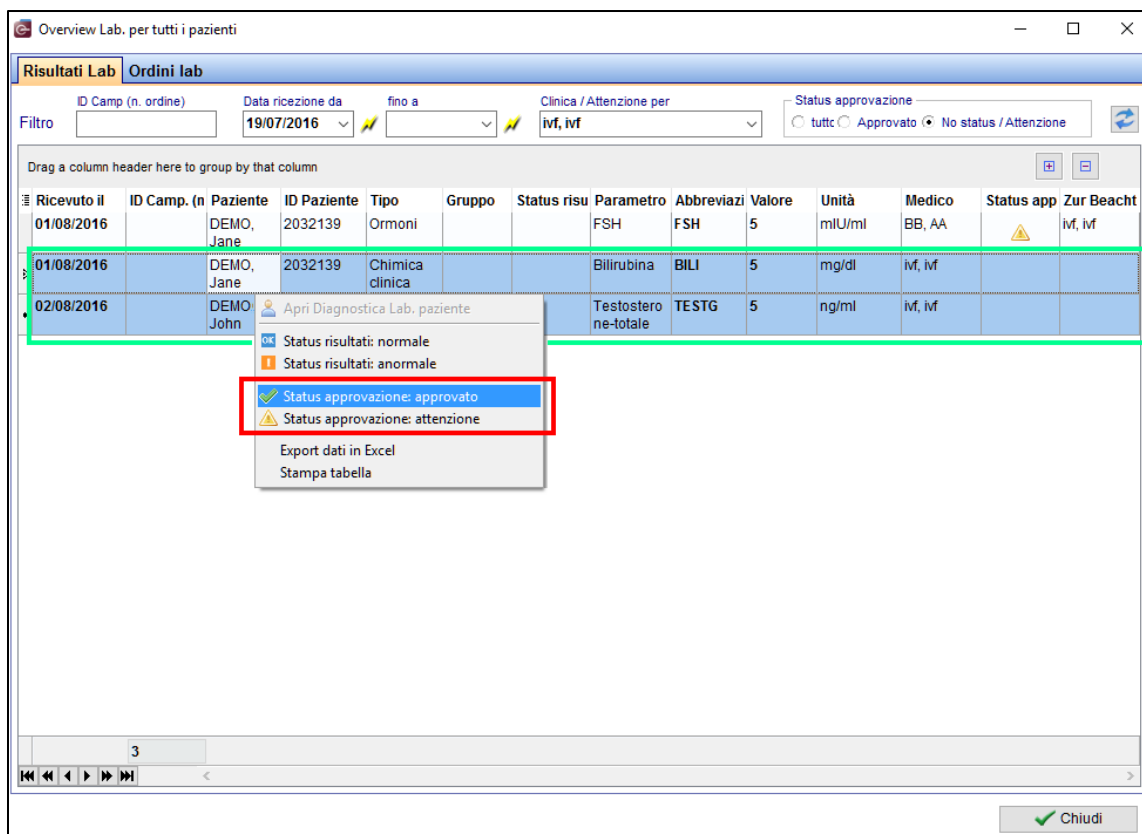 Overview Lab. per tutti i pazienti
Risultati Lab Ordini lab
ID Camp (n. ordine) Data ricezione da fino a Clinica / Attenzione per Status approvazione
Filtro 19/07/2016 ivf, ivf tuttc Approvato No status / Attenzione
Drag a column header here to group by that column
Ricevuto il ID Camp. (n Paziente ID Paziente Tipo Gruppo Status risu Parametro Abbreviazi Valore Unità Medico Status app Zur Beacht
01/08/2016 DEMO, 2032139 Ormoni FSH FSH 5 mIU/ml BB, AA ivf, ivf
Jane
01/08/2016 DEMO, 2032139 Chimica Bilirubina BILI 5 mg/dl ivf, ivf
Jane clinica
02/08/2016 DEMO Testostero TESTG 5 ng/ml ivf, ivf
John ne-totale
Apri Diagnostica Lab. paziente
OK Status risultati: normale
Status risultati: anormale
Status approvazione: approvato
Status approvazione: attenzione
Export dati in Excel
Stampa tabella
3
Chiudi